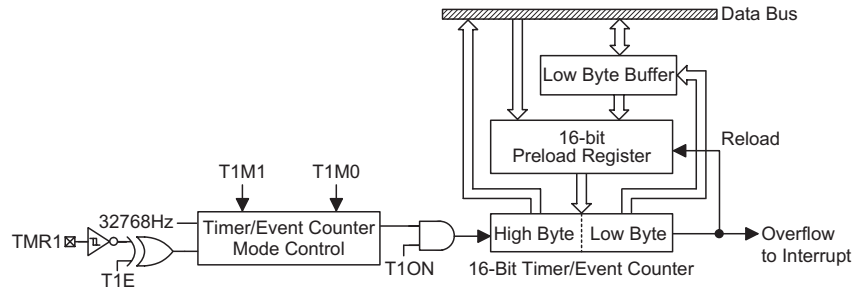 Data Bus
Low Byte Buffer
16-bit
Preload Register
Reload
T1M1
T1M0
32768Hz
Timer/Event Counter
Mode Control
TMR1
T1E
T1ON
High Byte
Low Byte
Overflow
to Interrupt
16-Bit Timer/Event Counter